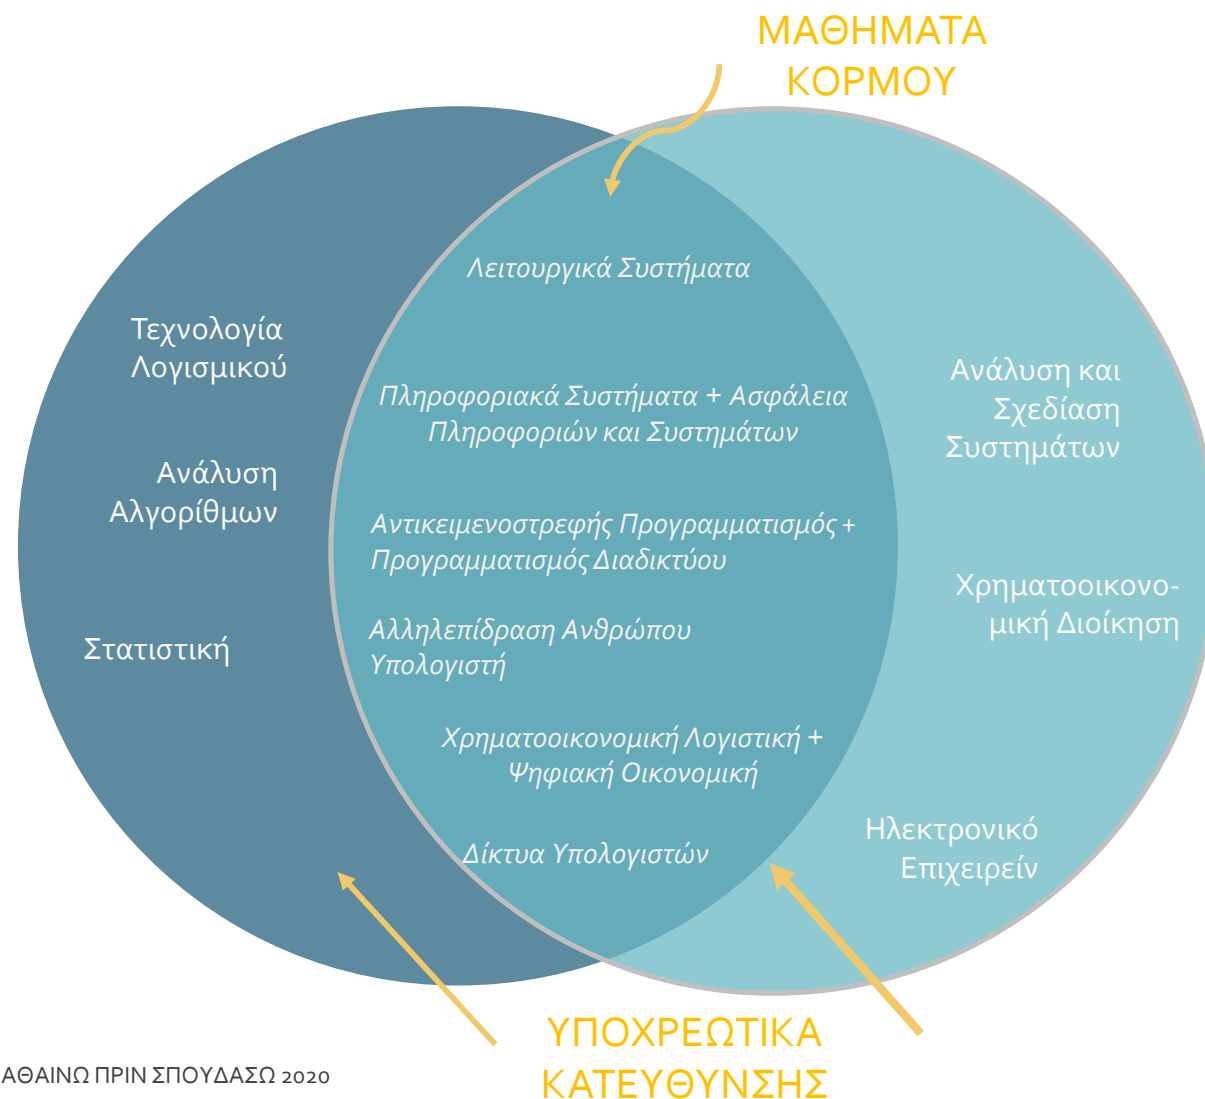 ΜΑΘΗΜΑΤΑ
ΚΟΡΜΟΥ
Λειτουργικά Συστήματα
Τεχνολογία
Λογισμικού
Πληροφοριακά Συστήματα + Ασφάλεια
Πληροφοριών και Συστημάτων
Ανάλυση και
Σχεδίαση
Συστημάτων
Ανάλυση
Αλγορίθμων
Αντικειμενοστρεφής Προγραμματισμός +
Προγραμματισμός Διαδικτύου
Χρηματοοικονο-
μική Διοίκηση
Στατιστική
Αλληλεπίδραση Ανθρώπου
Υπολογιστή
Χρηματοοικονομική Λογιστική +
Ψηφιακή Οικονομική
Ηλεκτρονικό
Επιχειρείν
Δίκτυα Υπολογιστών
ΥΠΟΧΡΕΩΤΙΚΑ
ΚΑΤΕΥΘΥΝΣΗΣ
ΑΘΑΙΝΩ ΠΡΙΝ ΣΠΟΥΔΑΣΩ 2020